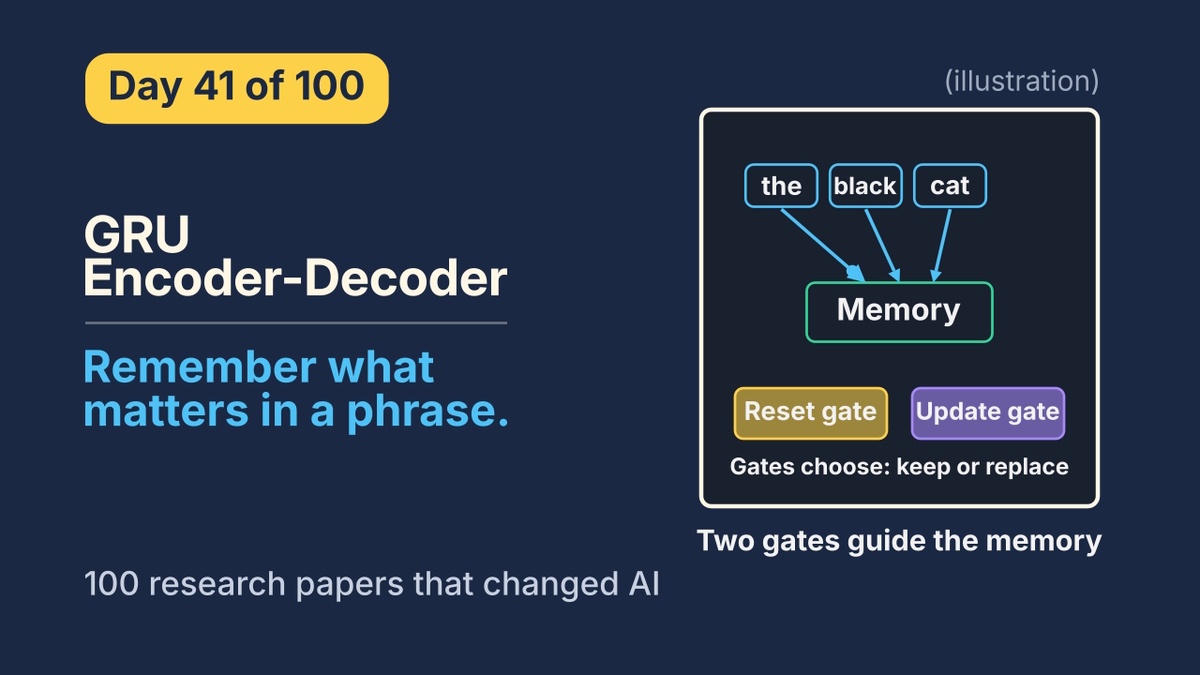 Day 41 of 100
GRU
Encoder-Decoder
Remember what
matters in a phrase.
100 research papers that changed AI
(illustration)
the
black
cat
Memory
Reset gate
Update gate
Gates choose: keep or replace
Two gates guide the memory